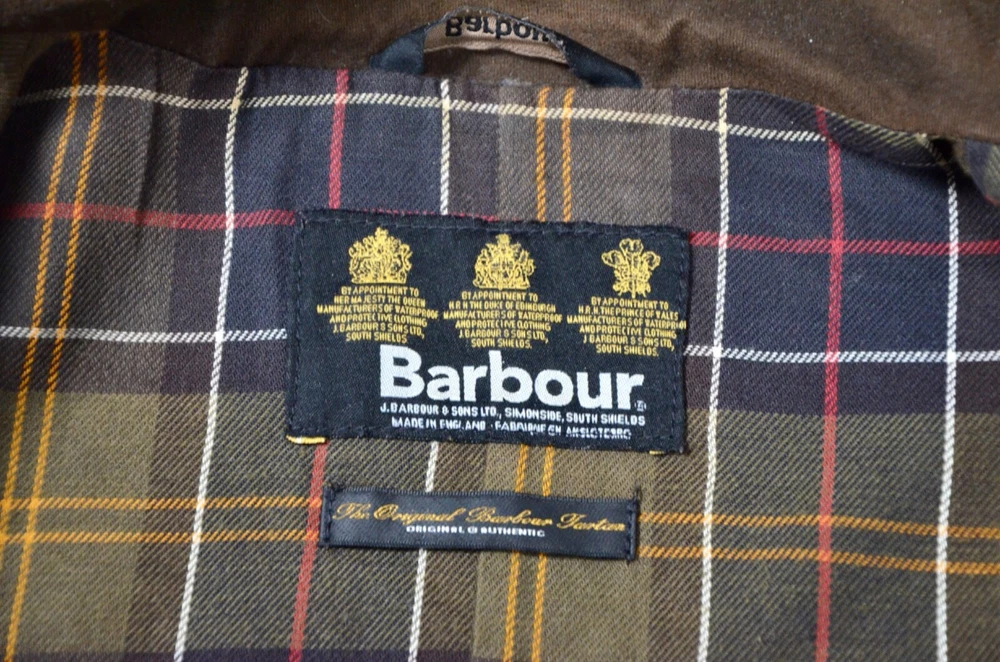 Barbour
BY APPOINTMENT TO
HER MAJESTY THE QUEEN
MANUFACTURERS OF WATERPROOF
AND PROTECTIVE CLOTHING
J.BARBOUR & SONS LTD,
SOUTH SHIELDS.
BY APPOINTMENT TO
H.R.H. THE DUKE OF EDINBURGH
MANUFACTURERS OF WATERPROOF
AND PROTECTIVE CLOTHING
J.BARBOUR & SONS LTD,
SOUTH SHIELDS.
BY APPOINTMENT TO
H.R.H. THE PRINCE OF WALES
MANUFACTURERS OF WATERPROOF
AND PROTECTIVE CLOTHING
J.BARBOUR & SONS LTD,
SOUTH SHIELDS.
Barbour
J.BARBOUR & SONS LTD., SIMONSIDE, SOUTH SHIELDS
MADE IN ENGLAND - FABRIQUE EN ANGLETERRE
The Original Barbour Tartan
ORIGINAL & AUTHENTIC